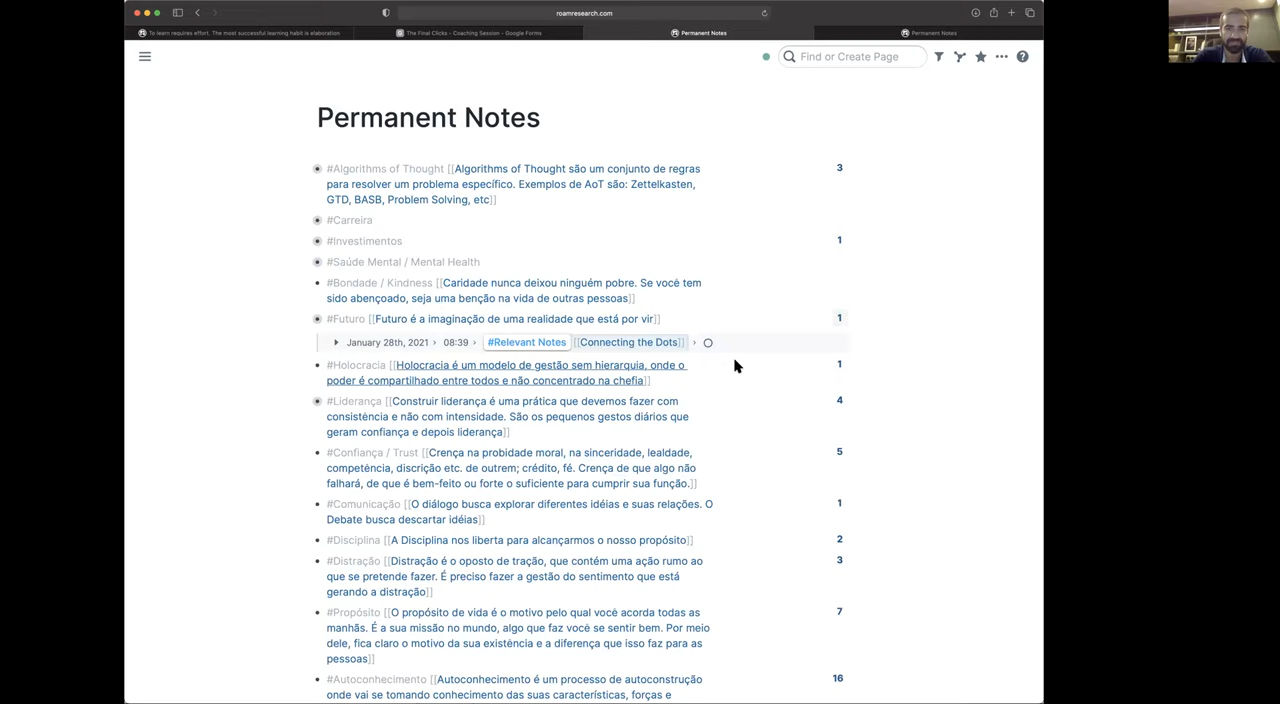 roamresearch.com
To learn requires effort. The most successful learning habit is elaboration
The Final Clicks - Coaching Session - Google Forms
Permanent Notes
Permanent Notes
Find or Create Page
Permanent Notes
#Algorithms of Thought [[Algorithms of Thought são um conjunto de regras 3
para resolver um problema específico. Exemplos de AoT são: Zettelkasten,
GTD, BASB, Problem Solving, etc]]
#Carreira
#Investimentos 1
#Saúde Mental / Mental Health
#Bondade / Kindness [[Caridade nunca deixou ninguém pobre. Se você tem
sido abençoado, seja uma benção na vida de outras pessoas]]
#Futuro [[Futuro é a imaginação de uma realidade que está por vir]] 1
January 28th, 2021 › 08:39 › #Relevant Notes [[Connecting the Dots]] ›
#Holocracia [[Holocracia é um modelo de gestão sem hierarquia, onde o 1
poder é compartilhado entre todos e não concentrado na chefia]]
#Liderança [[Construir liderança é uma prática que devemos fazer com 4
consistência e não com intensidade. São os pequenos gestos diários que
geram confiança e depois liderança]]
#Confiança / Trust [[Crença na probidade moral, na sinceridade, lealdade, 5
competência, discrição etc. de outrem; crédito, fé. Crença de que algo não
falhará, de que é bem-feito ou forte o suficiente para cumprir sua função.]]
#Comunicação [[O diálogo busca explorar diferentes idéias e suas relações. O 1
Debate busca descartar idéias]]
#Disciplina [[A Disciplina nos liberta para alcançarmos o nosso propósito]] 2
#Distração [[Distração é o oposto de tração, que contém uma ação rumo ao 3
que se pretende fazer. É preciso fazer a gestão do sentimento que está
gerando a distração]]
#Propósito [[O propósito de vida é o motivo pelo qual você acorda todas as 7
manhãs. É a sua missão no mundo, algo que faz você se sentir bem. Por meio
dele, fica claro o motivo da sua existência e a diferença que isso faz para as
pessoas]]
#Autoconhecimento [[Autoconhecimento é um processo de autoconstrução 16
onde vai se tomando conhecimento das suas características, forças e